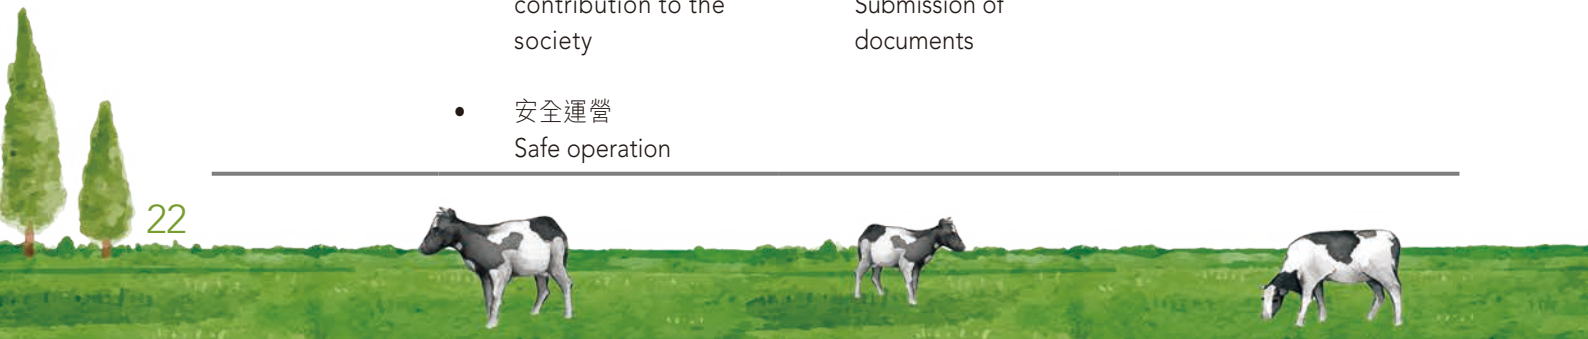 contribution to the
society
Submission of
documents
• 安全運營
Safe operation
22